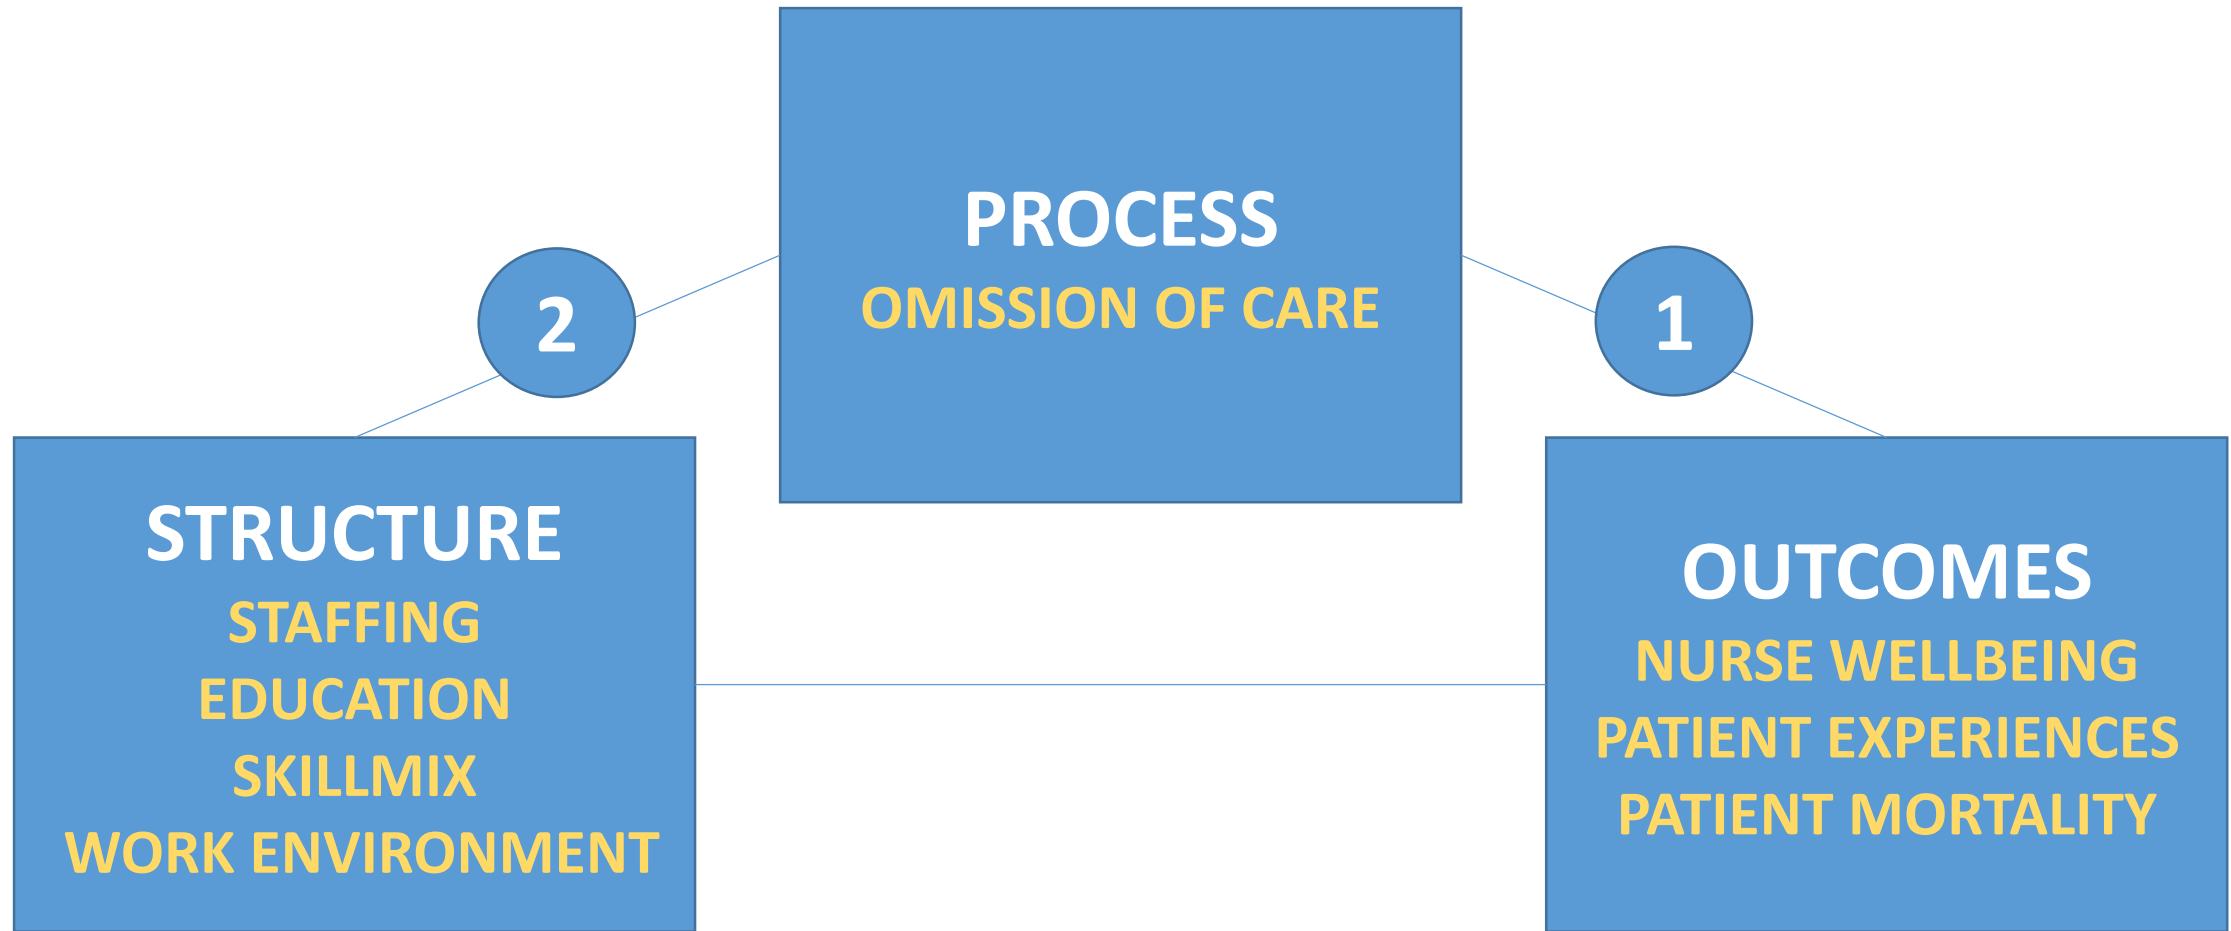 PROCESS
OMISSION OF CARE
2
1
STRUCTURE
STAFFING
EDUCATION
SKILLMIX
WORK ENVIRONMENT
OUTCOMES
NURSE WELLBEING
PATIENT EXPERIENCES
PATIENT MORTALITY